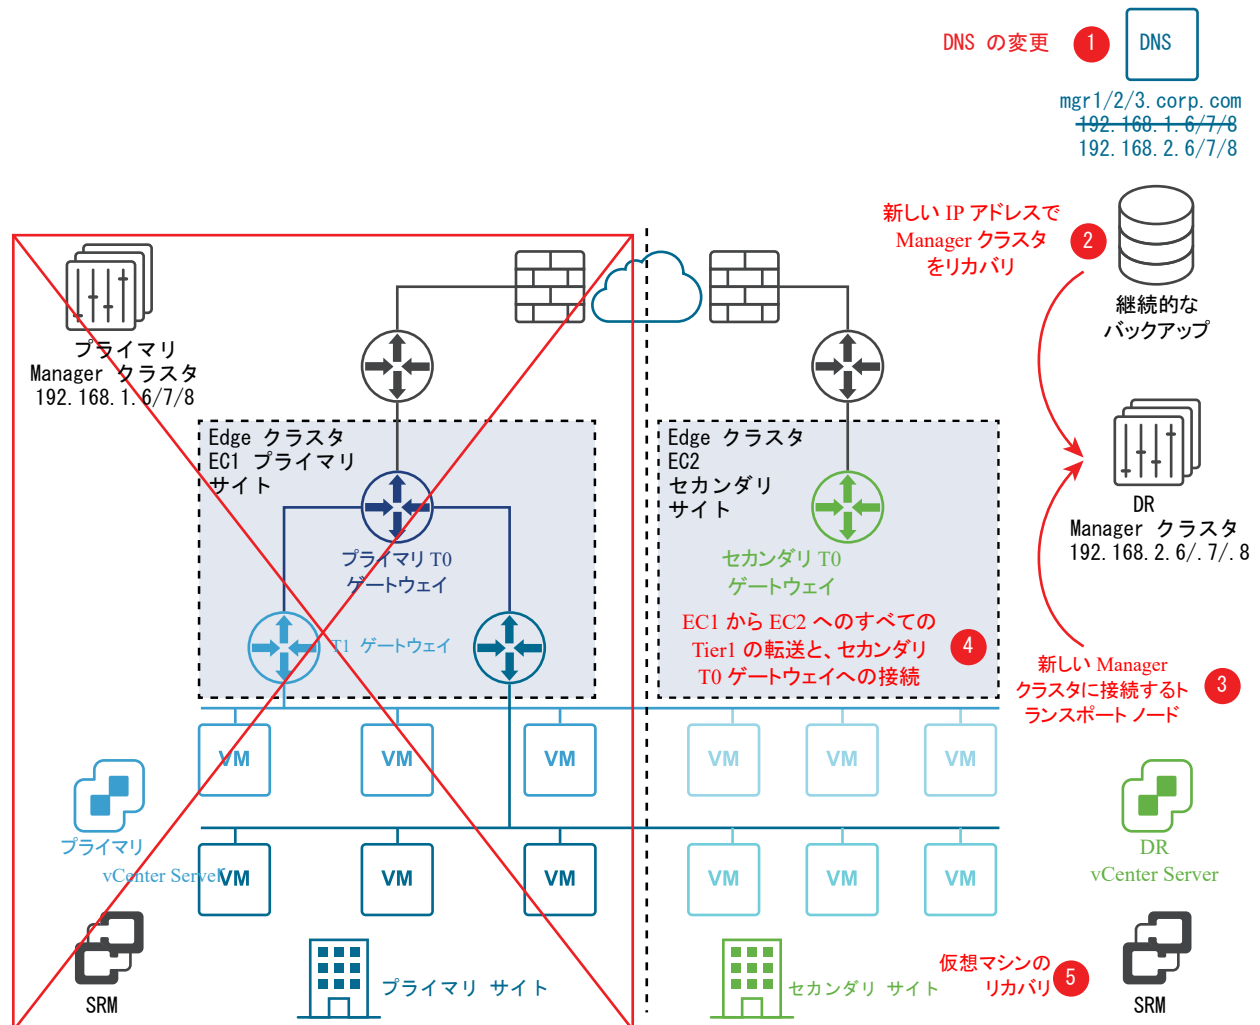 DNS の変更
1
DNS
mgr1/2/3.corp.com
192.168.1.6/7/8
192.168.2.6/7/8
新しい IP アドレスで
Manager クラスタ
をリカバリ
2
継続的な
バックアップ
プライマリ
Manager クラスタ
192.168.1.6/7/8
Edge クラスタ
EC1 プライマリ
サイト
プライマリ T0
ゲートウェイ
T1 ゲートウェイ
Edge クラスタ
EC2
セカンダリ
サイト
セカンダリ T0
ゲートウェイ
EC1 から EC2 へのすべての
Tier1 の転送と、セカンダリ
T0 ゲートウェイへの接続
4
DR
Manager クラスタ
192.168.2.6/.7/.8
新しい Manager
クラスタに接続するト
ランスポート ノード
3
VM
VM
VM
VM
VM
VM
プライマリ
vCenter Server
VM
VM
VM
VM
VM
VM
DR
vCenter Server
SRM
プライマリ サイト
セカンダリ サイト
仮想マシンの
リカバリ
5
SRM